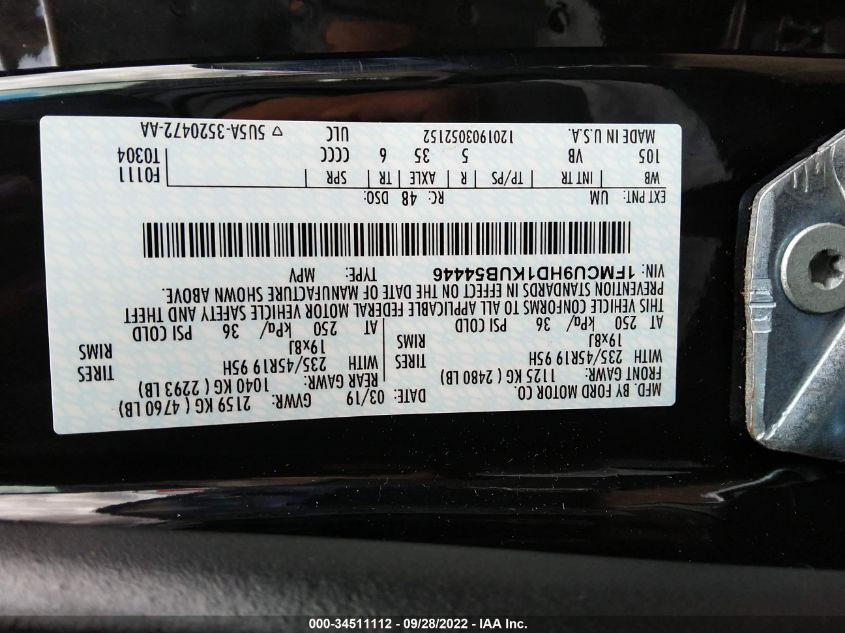 MFD. BY FORD MOTOR CO.
DATE: 03/19 GVWR: 2159 KG ( 4760 LB)
FRONT GAWR: 1125 KG ( 2480 LB) REAR GAWR: 1040 KG ( 2293 LB)
WITH 235/45R19 95H TIRES WITH 235/45R19 95H TIRES
19x8J RIMS 19x8J RIMS
AT 250 kPa/ 36 PSI COLD AT 250 kPa/ 36 PSI COLD
THIS VEHICLE CONFORMS TO ALL APPLICABLE FEDERAL MOTOR VEHICLE SAFETY AND THEFT
PREVENTION STANDARDS IN EFFECT ON THE DATE OF MANUFACTURE SHOWN ABOVE.
VIN: 1FMCU9HD1KUB54446 TYPE: MPV
EXT PNT: UM RC: 48 DSO:
WB INT TR TP/PS R AXLE TR SPR F0111
105 VB 5 35 6 CCCC T0304
MADE IN U.S.A. 1201903052152 ULC ▽ 5U5A-3520472-AA
000-34511112 - 09/28/2022 - IAA Inc.